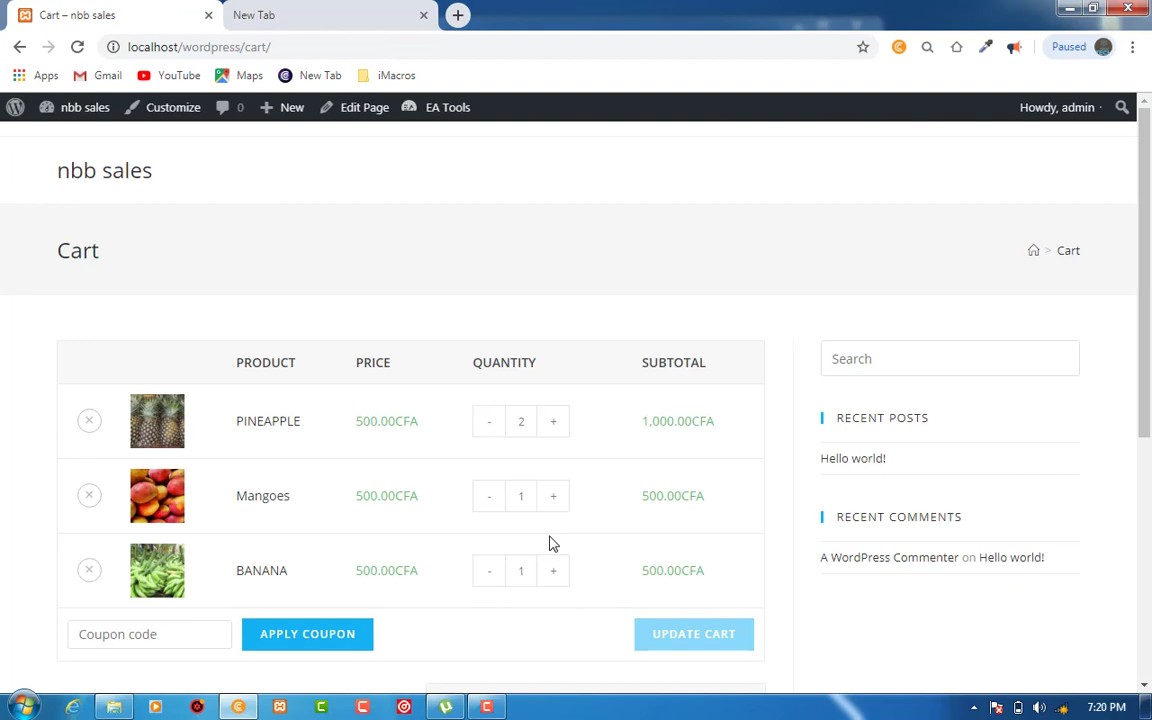 Cart – nbb sales
New Tab
localhost/wordpress/cart/
Paused
Apps Gmail YouTube Maps New Tab iMacros
nbb sales Customize 0 New Edit Page EA Tools Howdy, admin
nbb sales
Cart
> Cart
PRODUCT PRICE QUANTITY SUBTOTAL
PINEAPPLE 500.00CFA - 2 + 1,000.00CFA
Mangoes 500.00CFA - 1 + 500.00CFA
BANANA 500.00CFA - 1 + 500.00CFA
Coupon code APPLY COUPON UPDATE CART
Search
RECENT POSTS
Hello world!
RECENT COMMENTS
A WordPress Commenter on Hello world!
7:20 PM